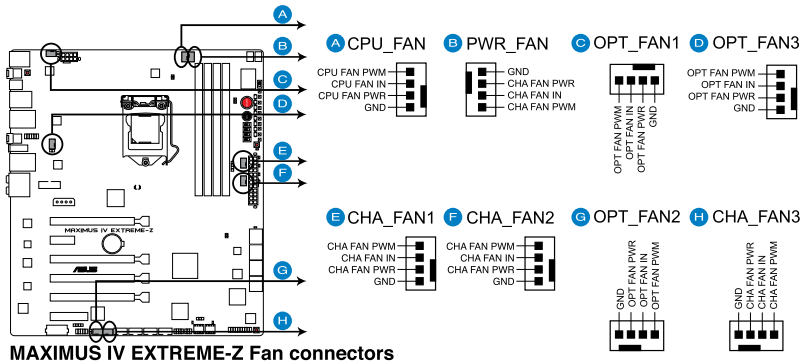 A
B
C
D
E
F
G
H
MAXIMUS IV EXTREME-Z
ASUS
A CPU_FAN
CPU FAN PWM
CPU FAN IN
CPU FAN PWR
GND
B PWR_FAN
GND
CHA FAN PWR
CHA FAN IN
CHA FAN PWM
C OPT_FAN1
OPT FAN PWM
OPT FAN IN
OPT FAN PWR
GND
D OPT_FAN3
OPT FAN PWM
OPT FAN IN
OPT FAN PWR
GND
E CHA_FAN1
CHA FAN PWM
CHA FAN IN
CHA FAN PWR
GND
F CHA_FAN2
CHA FAN PWM
CHA FAN IN
CHA FAN PWR
GND
G OPT_FAN2
GND
OPT FAN PWR
OPT FAN IN
OPT FAN PWM
H CHA_FAN3
GND
CHA FAN PWR
CHA FAN IN
CHA FAN PWM
MAXIMUS IV EXTREME-Z Fan connectors